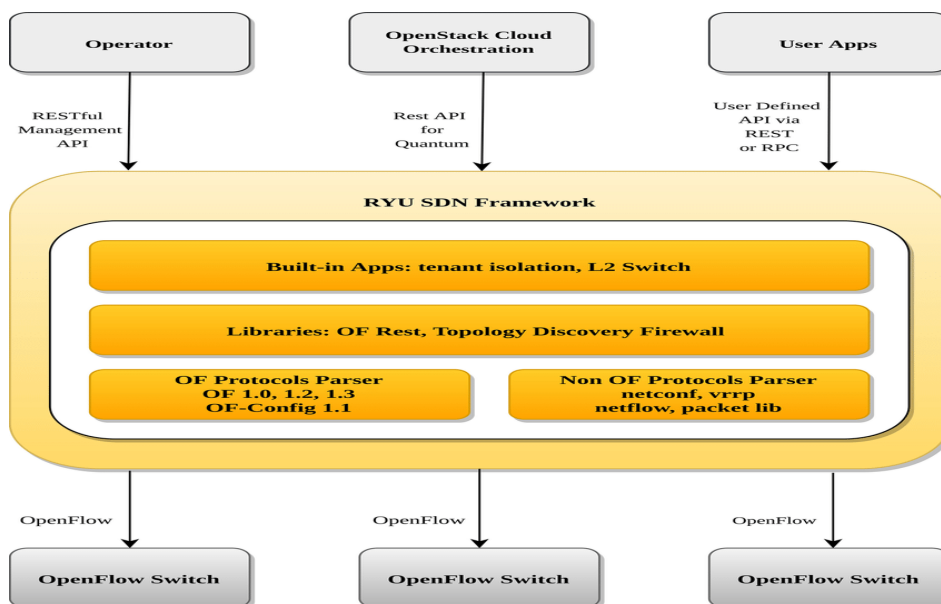 Operator
OpenStack Cloud
Orchestration
User Apps
RESTful
Management
API
Rest API
for
Quantum
User Defined
API via
REST
or RPC
RYU SDN Framework
Built-in Apps: tenant isolation, L2 Switch
Libraries: OF Rest, Topology Discovery Firewall
OF Protocols Parser
OF 1.0, 1.2, 1.3
OF-Config 1.1
Non OF Protocols Parser
netconf, vrrp
netflow, packet lib
OpenFlow
OpenFlow
OpenFlow
OpenFlow Switch
OpenFlow Switch
OpenFlow Switch